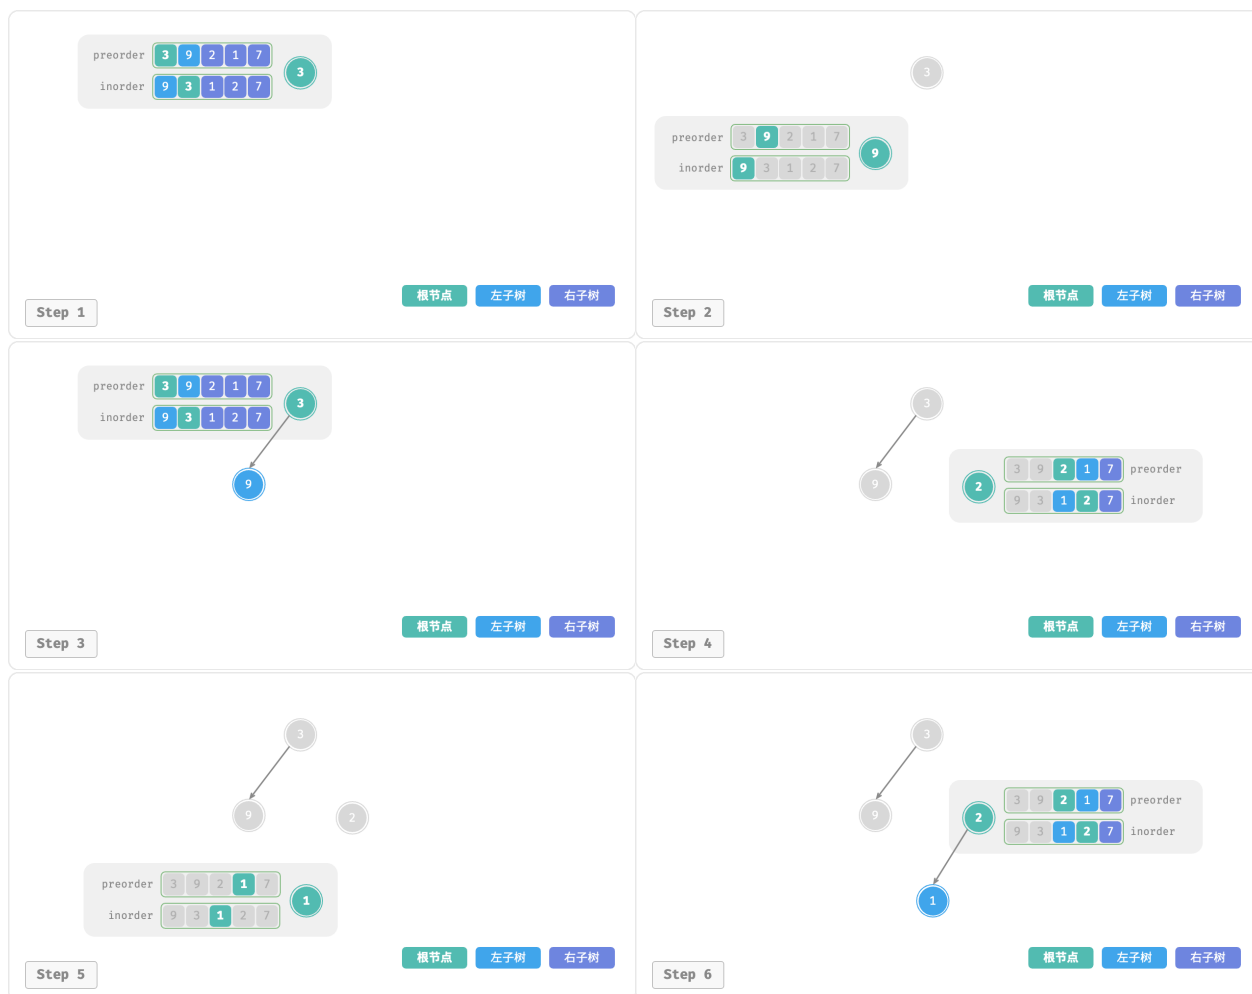 preorder 3 9 2 1 7
3
inorder 9 3 1 2 7
根节点 左子树 右子树
Step 1
3
preorder 3 9 2 1 7
9
inorder 9 3 1 2 7
根节点 左子树 右子树
Step 2
preorder 3 9 2 1 7
3
inorder 9 3 1 2 7
9
根节点 左子树 右子树
Step 3
3
9
2
3 9 2 1 7 preorder
9 3 1 2 7 inorder
根节点 左子树 右子树
Step 4
3
9 2
preorder 3 9 2 1 7
1
inorder 9 3 1 2 7
根节点 左子树 右子树
Step 5
3
3 9 2 1 7 preorder
9 2
9 3 1 2 7 inorder
1
根节点 左子树 右子树
Step 6